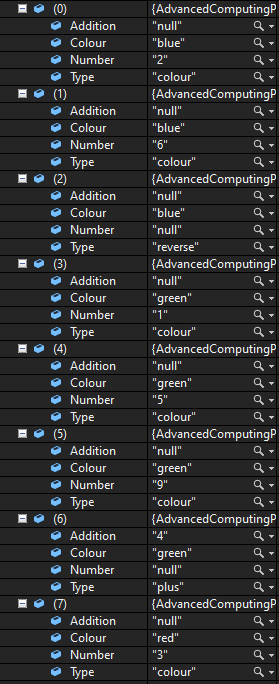 (0) {AdvancedComputingP
Addition "null"
Colour "blue"
Number "2"
Type "colour"
(1) {AdvancedComputingP
Addition "null"
Colour "blue"
Number "6"
Type "colour"
(2) {AdvancedComputingP
Addition "null"
Colour "blue"
Number "null"
Type "reverse"
(3) {AdvancedComputingP
Addition "null"
Colour "green"
Number "1"
Type "colour"
(4) {AdvancedComputingP
Addition "null"
Colour "green"
Number "5"
Type "colour"
(5) {AdvancedComputingP
Addition "null"
Colour "green"
Number "9"
Type "colour"
(6) {AdvancedComputingP
Addition "4"
Colour "green"
Number "null"
Type "plus"
(7) {AdvancedComputingP
Addition "null"
Colour "red"
Number "3"
Type "colour"